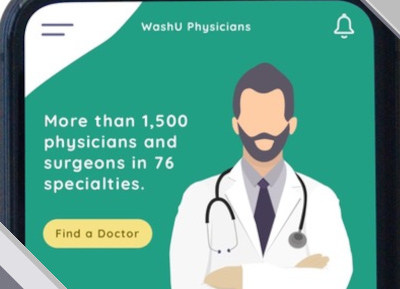 WashU Physicians
More than 1,500
physicians and
surgeons in 76
specialties.
Find a Doctor